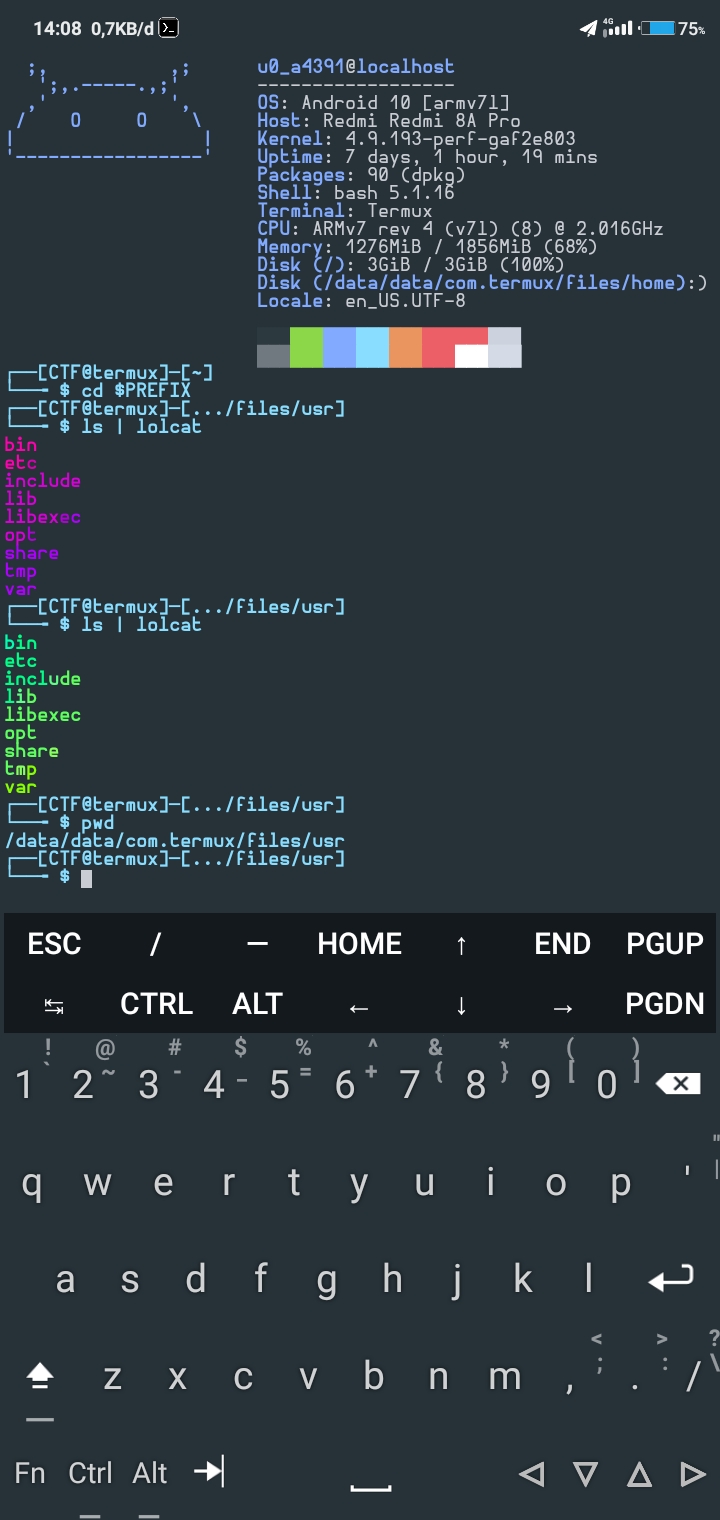 14:08 0,7KB/d
4G 75%
u0_a4391@localhost
------------------
OS: Android 10 [armv7l]
Host: Redmi Redmi 8A Pro
Kernel: 4.9.193-perf-gaf2e803
Uptime: 7 days, 1 hour, 19 mins
Packages: 90 (dpkg)
Shell: bash 5.1.16
Terminal: Termux
CPU: ARMv7 rev 4 (v7l) (8) @ 2.016GHz
Memory: 1276MiB / 1856MiB (68%)
Disk (/): 3GiB / 3GiB (100%)
Disk (/data/data/com.termux/files/home):)
Locale: en_US.UTF-8
┌──[CTF@termux]─[~]
└──╼ $ cd $PREFIX
┌──[CTF@termux]─[.../files/usr]
└──╼ $ ls | lolcat
bin
etc
include
lib
libexec
opt
share
tmp
var
┌──[CTF@termux]─[.../files/usr]
└──╼ $ ls | lolcat
bin
etc
include
lib
libexec
opt
share
tmp
var
┌──[CTF@termux]─[.../files/usr]
└──╼ $ pwd
/data/data/com.termux/files/usr
┌──[CTF@termux]─[.../files/usr]
└──╼ $
ESC / — HOME ↑ END PGUP
↹ CTRL ALT ← ↓ → PGDN
! @ # $ % ^ & * ( )
1 ` 2 ~ 3 - 4 _ 5 = 6 + 7 { 8 } 9 [ 0 ]
q w e r t y u i o p ' " |
a s d f g h j k l
< > ?
z x c v b n m , ; . : / \
Fn Ctrl Alt